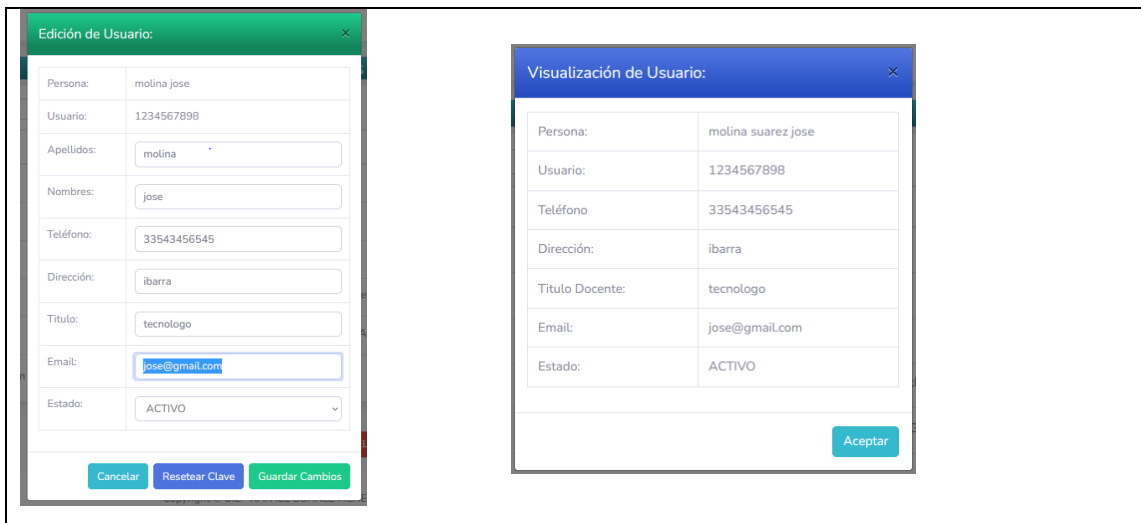 Edición de Usuario: ×
Persona: molina jose
Usuario: 1234567898
Apellidos: molina
Nombres: jose
Teléfono: 33543456545
Dirección: ibarra
Titulo: tecnologo
Email: jose@gmail.com
Estado: ACTIVO
Cancelar Resetear Clave Guardar Cambios
Visualización de Usuario: ×
Persona: molina suarez jose
Usuario: 1234567898
Teléfono 33543456545
Dirección: ibarra
Titulo Docente: tecnologo
Email: jose@gmail.com
Estado: ACTIVO
Aceptar